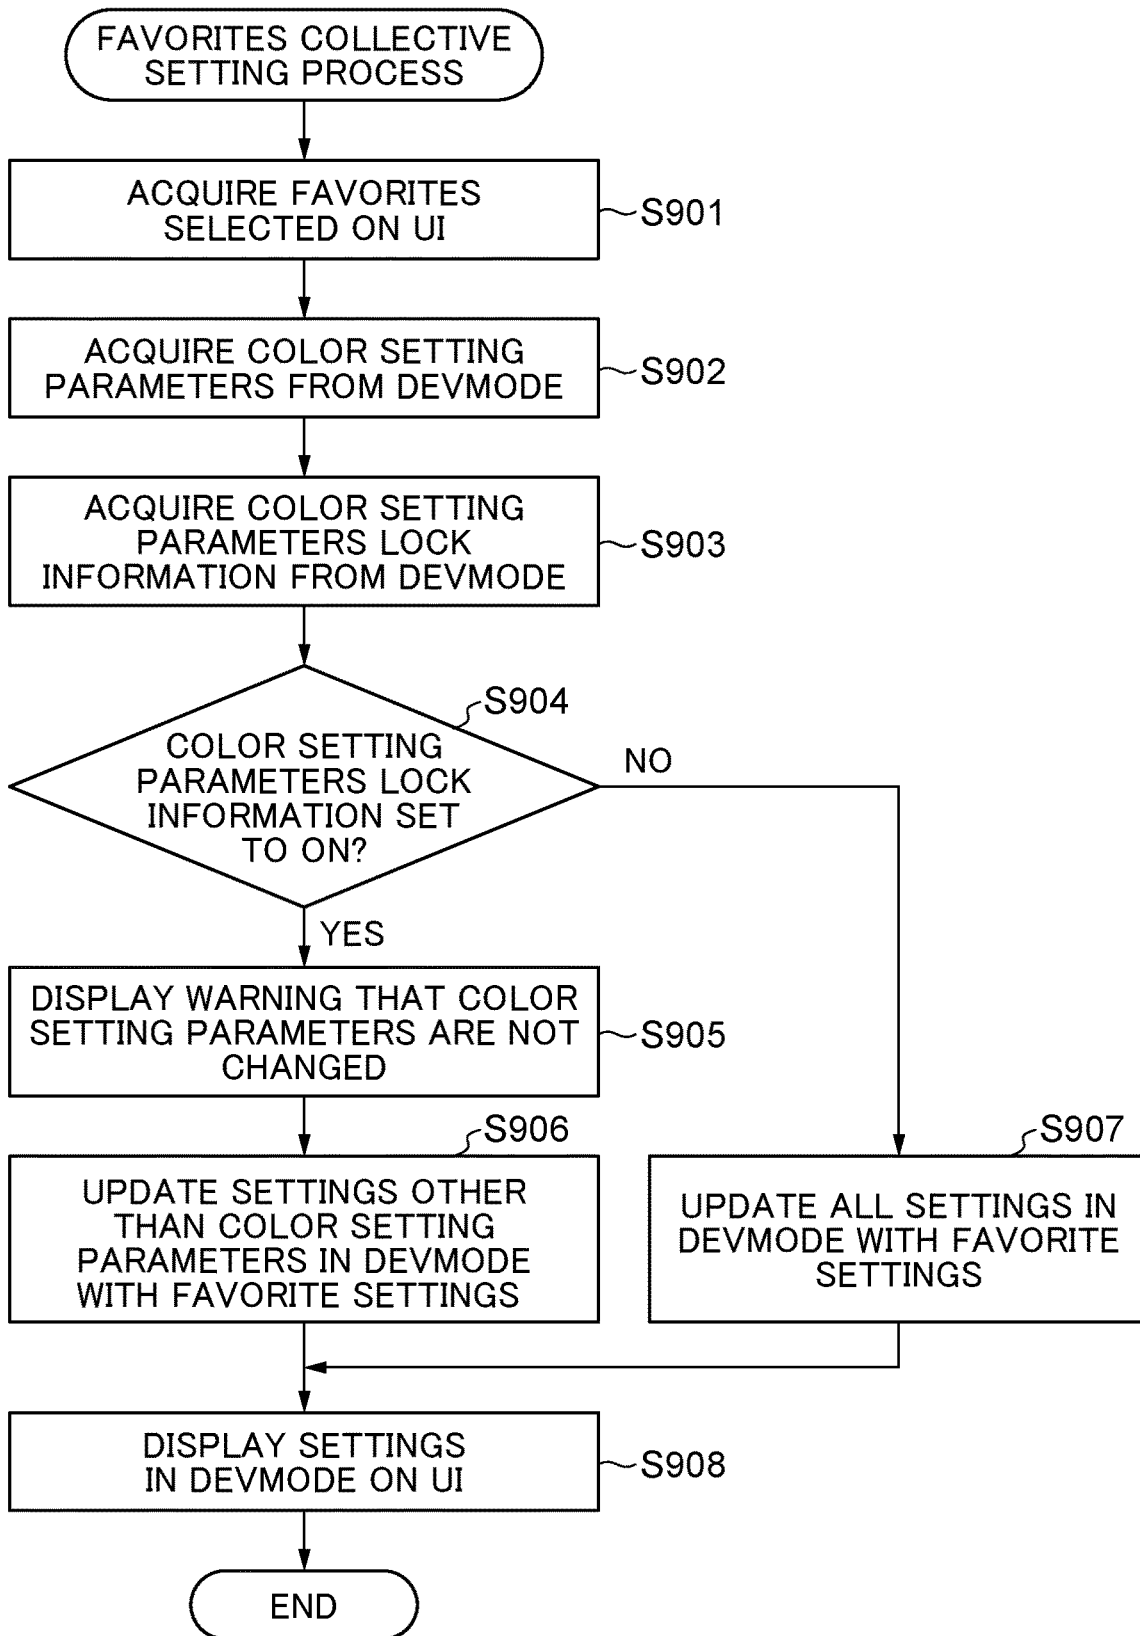 FAVORITES COLLECTIVE
SETTING PROCESS
ACQUIRE FAVORITES
SELECTED ON UI
S901
ACQUIRE COLOR SETTING
PARAMETERS FROM DEVMODE
S902
ACQUIRE COLOR SETTING
PARAMETERS LOCK
INFORMATION FROM DEVMODE
S903
S904
COLOR SETTING
PARAMETERS LOCK
INFORMATION SET
TO ON?
NO
YES
DISPLAY WARNING THAT COLOR
SETTING PARAMETERS ARE NOT
CHANGED
S905
S906
UPDATE SETTINGS OTHER
THAN COLOR SETTING
PARAMETERS IN DEVMODE
WITH FAVORITE SETTINGS
S907
UPDATE ALL SETTINGS IN
DEVMODE WITH FAVORITE
SETTINGS
DISPLAY SETTINGS
IN DEVMODE ON UI
S908
END